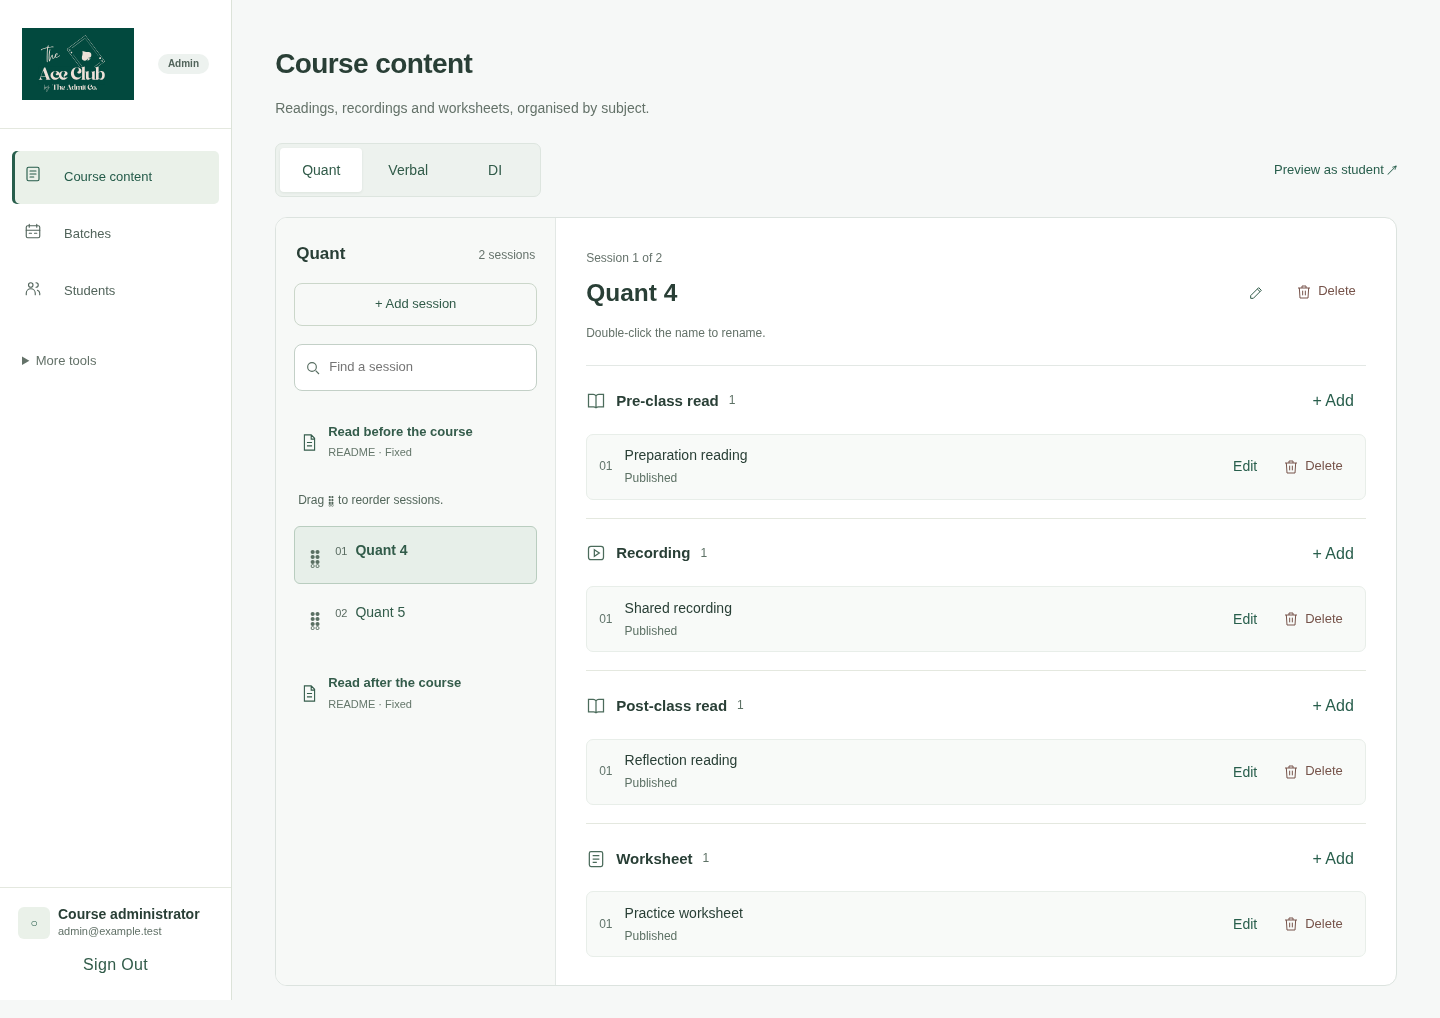 The
Ace Club
by The Admit Co.
Admin
Course content
Batches
Students
▶ More tools
Course administrator
admin@example.test
Sign Out
Course content
Readings, recordings and worksheets, organised by subject.
Quant
Verbal
DI
Preview as student ↗
Quant
2 sessions
+ Add session
Find a session
Read before the course
README · Fixed
Drag ⣿ to reorder sessions.
01 Quant 4
02 Quant 5
Read after the course
README · Fixed
Session 1 of 2
Quant 4
Delete
Double-click the name to rename.
Pre-class read 1
+ Add
01
Preparation reading
Published
Edit
Delete
Recording 1
+ Add
01
Shared recording
Published
Edit
Delete
Post-class read 1
+ Add
01
Reflection reading
Published
Edit
Delete
Worksheet 1
+ Add
01
Practice worksheet
Published
Edit
Delete